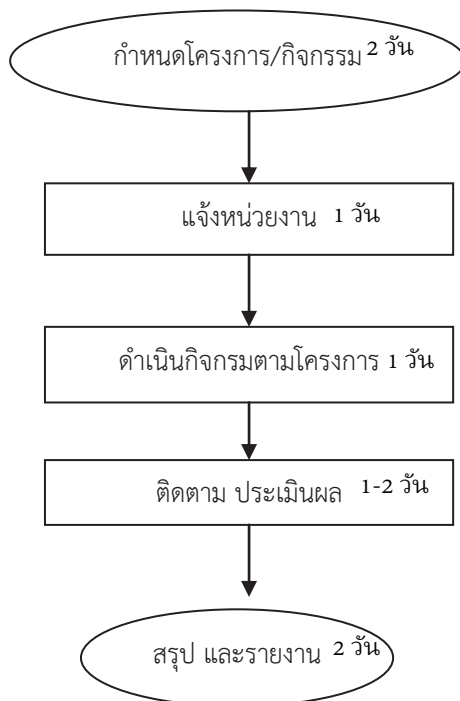 กำหนดโครงการ/กิจกรรม 2 วัน
แจ้งหน่วยงาน 1 วัน
ดำเนินกิจกรมตามโครงการ 1 วัน
ติดตาม ประเมินผล 1-2 วัน
สรุป และรายงาน 2 วัน